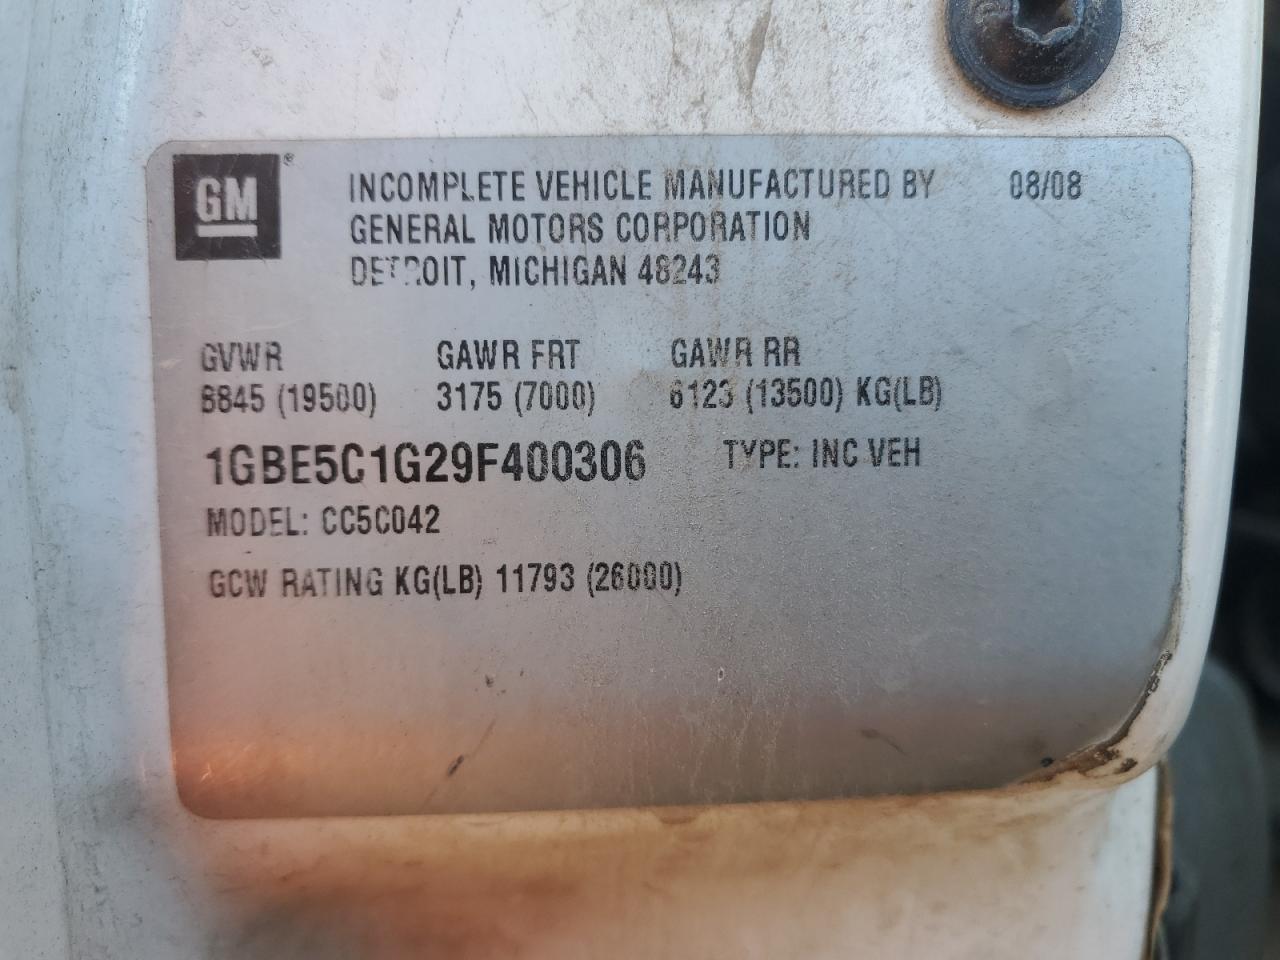 GM®
INCOMPLETE VEHICLE MANUFACTURED BY 08/08
GENERAL MOTORS CORPORATION
DETROIT, MICHIGAN 48243
GVWR GAWR FRT GAWR RR
8845 (19500) 3175 (7000) 6123 (13500) KG(LB)
1GBE5C1G29F400306 TYPE: INC VEH
MODEL: CC5C042
GCW RATING KG(LB) 11793 (26000)